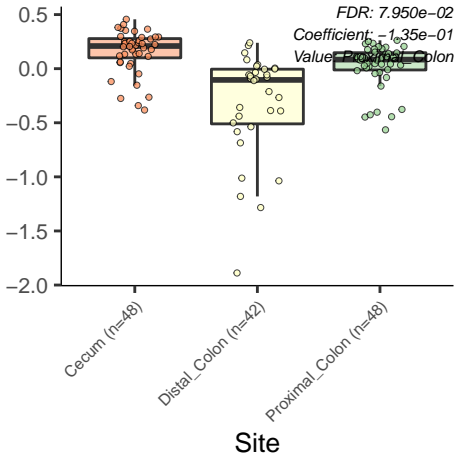 FDR: 7.950e−02
Coefficient: −1.35e−01
Value: Proximal_Colon
0.5
0.0
−0.5
−1.0
−1.5
−2.0
Cecum (n=48)
Distal_Colon (n=42)
Proximal_Colon (n=48)
Site